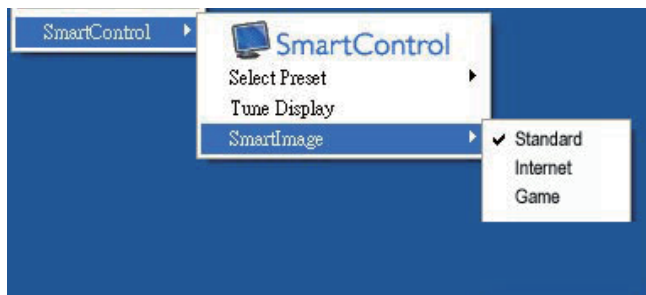 SmartControl
SmartControl
Select Preset
Tune Display
SmartImage
Standard
Internet
Game